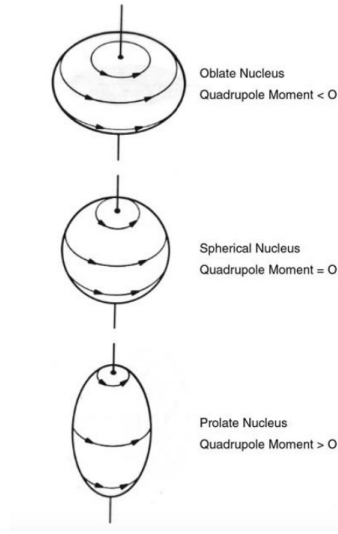 Oblate Nucleus
Quadrupole Moment < O
Spherical Nucleus
Quadrupole Moment = O
Prolate Nucleus
Quadrupole Moment > O